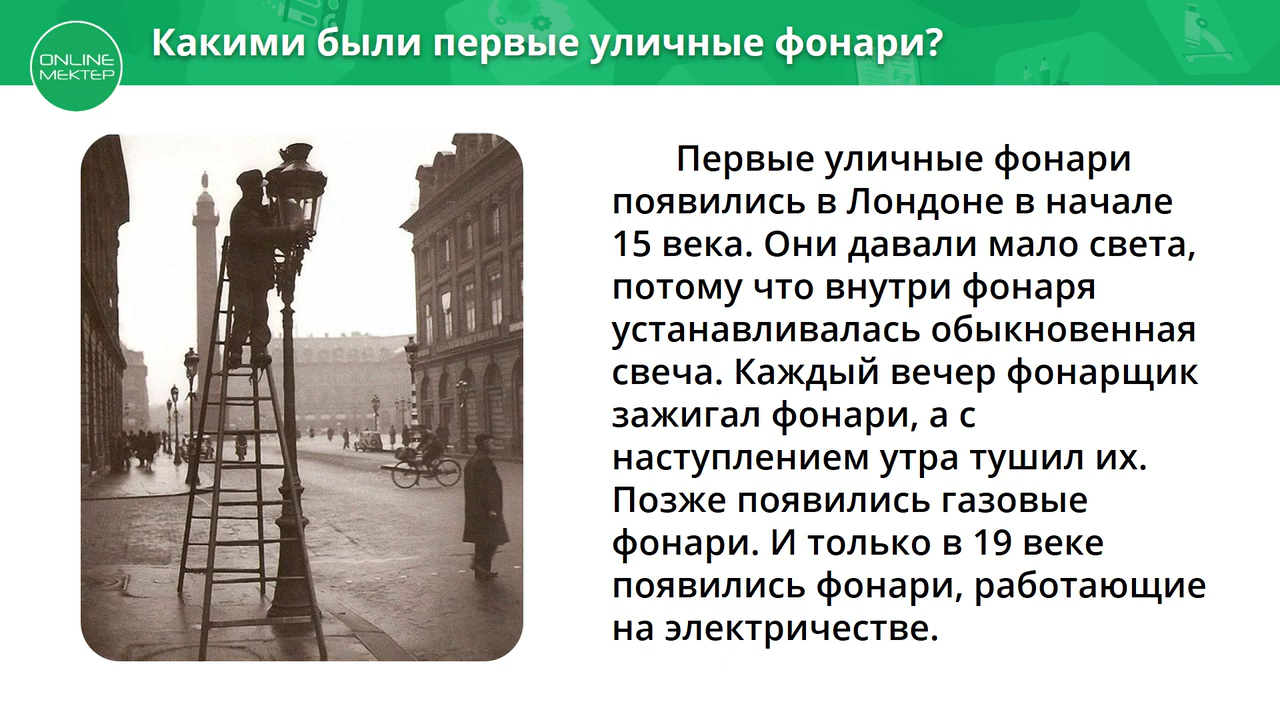 Какими были первые уличные фонари?
ONLINE
МЕКТЕР
Первые уличные фонари
появились в Лондоне в начале
15 века. Они давали мало света,
потому что внутри фонаря
устанавливалась обыкновенная
свеча. Каждый вечер фонарщик
зажигал фонари, а с
наступлением утра тушил их.
Позже появились газовые
фонари. И только в 19 веке
появились фонари, работающие
на электричестве.